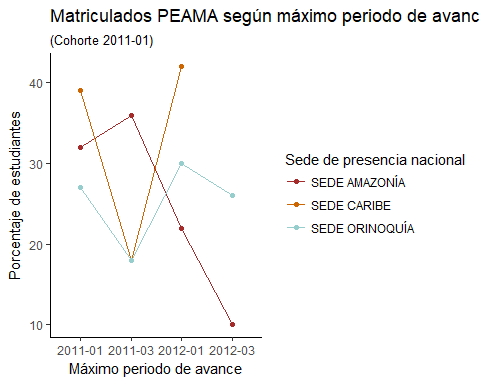 Matriculados PEAMA según máximo periodo de avanc
(Cohorte 2011-01)
Porcentaje de estudiantes
40
30
20
10
2011-01 2011-03 2012-01 2012-03
Máximo periodo de avance
Sede de presencia nacional
SEDE AMAZONÍA
SEDE CARIBE
SEDE ORINOQUÍA